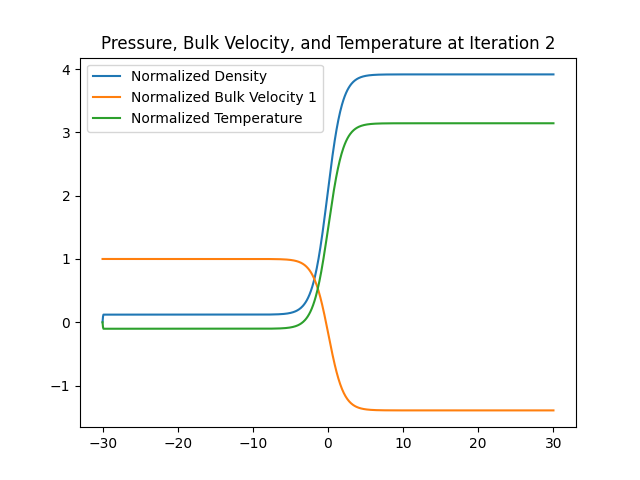 Pressure, Bulk Velocity, and Temperature at Iteration 2
Normalized Density
Normalized Bulk Velocity 1
Normalized Temperature
4
3
2
1
0
−1
−30 −20 −10 0 10 20 30